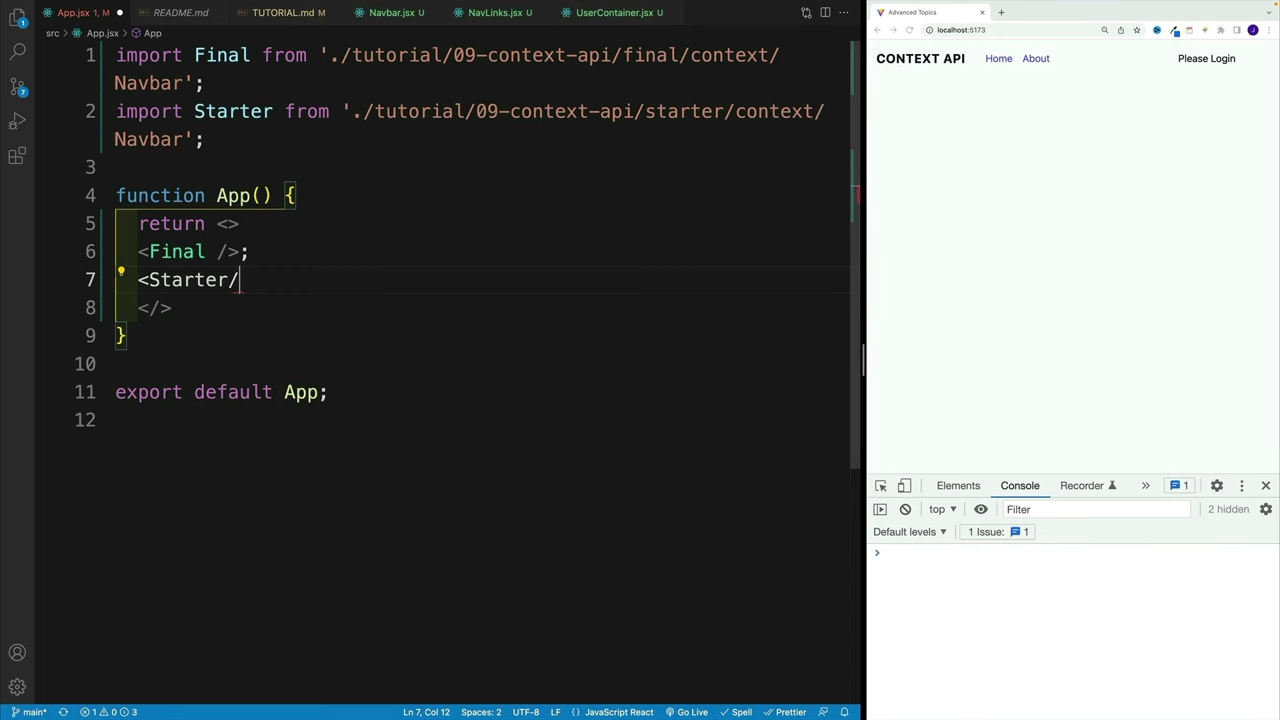 App.jsx 1, M
README.md
TUTORIAL.md M
Navbar.jsx U
NavLinks.jsx U
UserContainer.jsx U
src > App.jsx > App
1 import Final from './tutorial/09-context-api/final/context/
Navbar';
2 import Starter from './tutorial/09-context-api/starter/context/
Navbar';
3
4 function App() {
5 return <>
6 <Final />;
7 <Starter/
8 </>
9 }
10
11 export default App;
12
1
7
main* 1 0 3
Ln 7, Col 12 Spaces: 2 UTF-8 LF JavaScript React Go Live Spell Prettier
Advanced Topics
localhost:5173
J
CONTEXT API Home About Please Login
Elements Console Recorder 1
top Filter 2 hidden
Default levels 1 Issue: 1